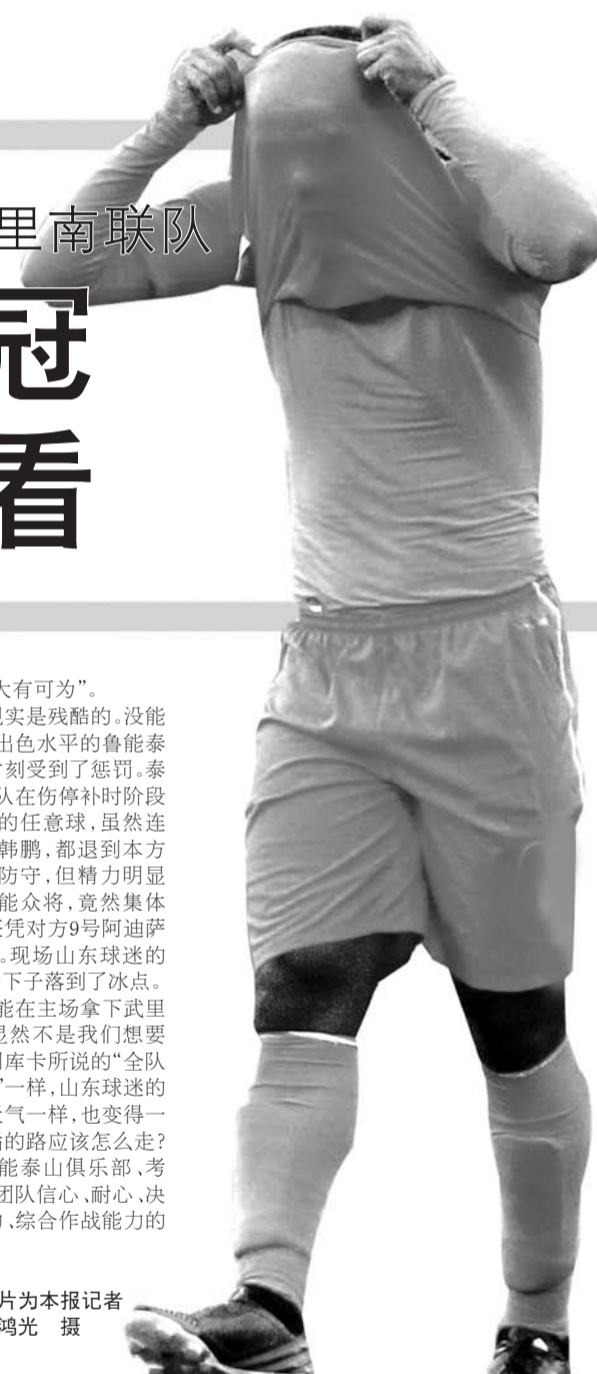 里南联队
冠
看
大有可为”。
现实是残酷的。没能
出色水平的鲁能泰
时刻受到了惩罚。泰
队在伤停补时阶段
的任意球,虽然连
韩鹏,都退到本方
防守,但精力明显
能众将,竟然集体
任凭对方9号阿迪萨
。现场山东球迷的
一下子落到了冰点。
能在主场拿下武里
显然不是我们想要
库卡所说的“全队
”一样,山东球迷的
天气一样,也变得一
后的路应该怎么走?
能泰山俱乐部、考
团队信心、耐心、决
、综合作战能力的
片为本报记者
鸿光 摄